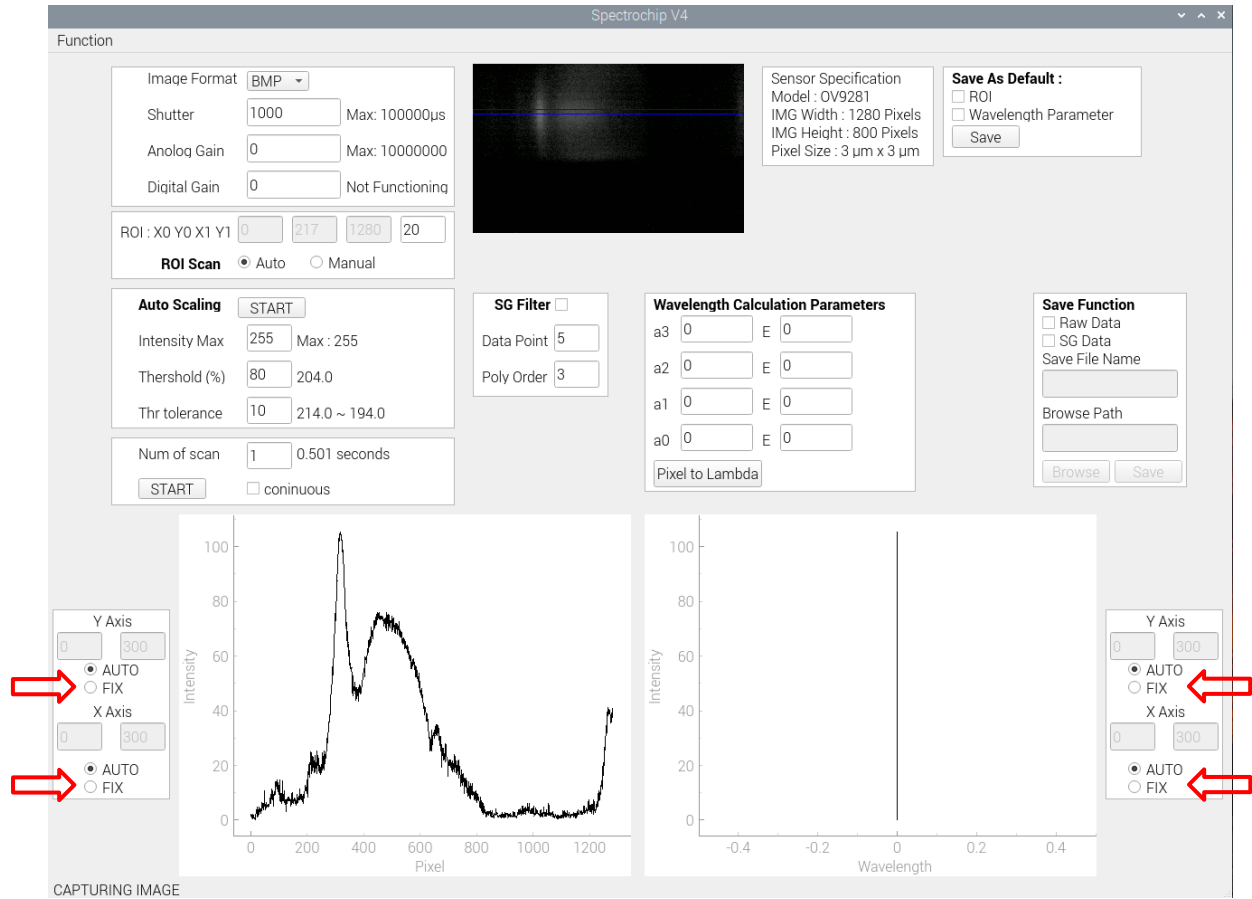 Spectrochip V4
Function
Image Format BMP
Shutter 1000 Max: 100000µs
Anolog Gain 0 Max: 10000000
Digital Gain 0 Not Functioning
ROI : X0 Y0 X1 Y1 0 217 1280 20
ROI Scan Auto Manual
Sensor Specification
Model : OV9281
IMG Width : 1280 Pixels
IMG Height : 800 Pixels
Pixel Size : 3 µm x 3 µm
Save As Default :
ROI
Wavelength Parameter
Save
Auto Scaling START
Intensity Max 255 Max : 255
Thershold (%) 80 204.0
Thr tolerance 10 214.0 ~ 194.0
Num of scan 1 0.501 seconds
START coninuous
SG Filter
Data Point 5
Poly Order 3
Wavelength Calculation Parameters
a3 0 E 0
a2 0 E 0
a1 0 E 0
a0 0 E 0
Pixel to Lambda
Save Function
Raw Data
SG Data
Save File Name
Browse Path
Browse Save
Y Axis
0 300
AUTO
FIX
X Axis
0 300
AUTO
FIX
100
80
60
40
20
0
Intensity
0 200 400 600 800 1000 1200
Pixel
100
80
60
40
20
0
Intensity
-0.4 -0.2 0 0.2 0.4
Wavelength
Y Axis
0 300
AUTO
FIX
X Axis
0 300
AUTO
FIX
CAPTURING IMAGE